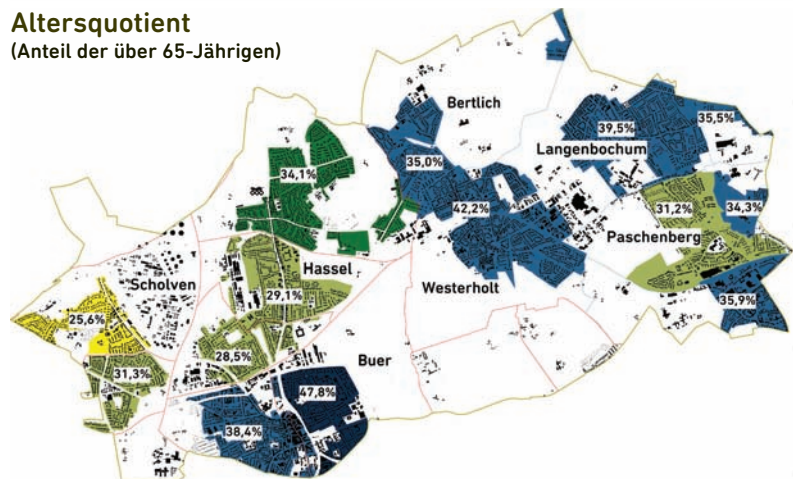 Altersquotient
(Anteil der über 65-Jährigen)
Bertlich
39,5%
35,5%
Langenbochum
35,0%
34,1%
42,2%
31,2%
34,3%
Paschenberg
Hassel
Scholven
Westerholt
29,1%
35,9%
25,6%
28,5%
Buer
31,3%
47,8%
38,4%